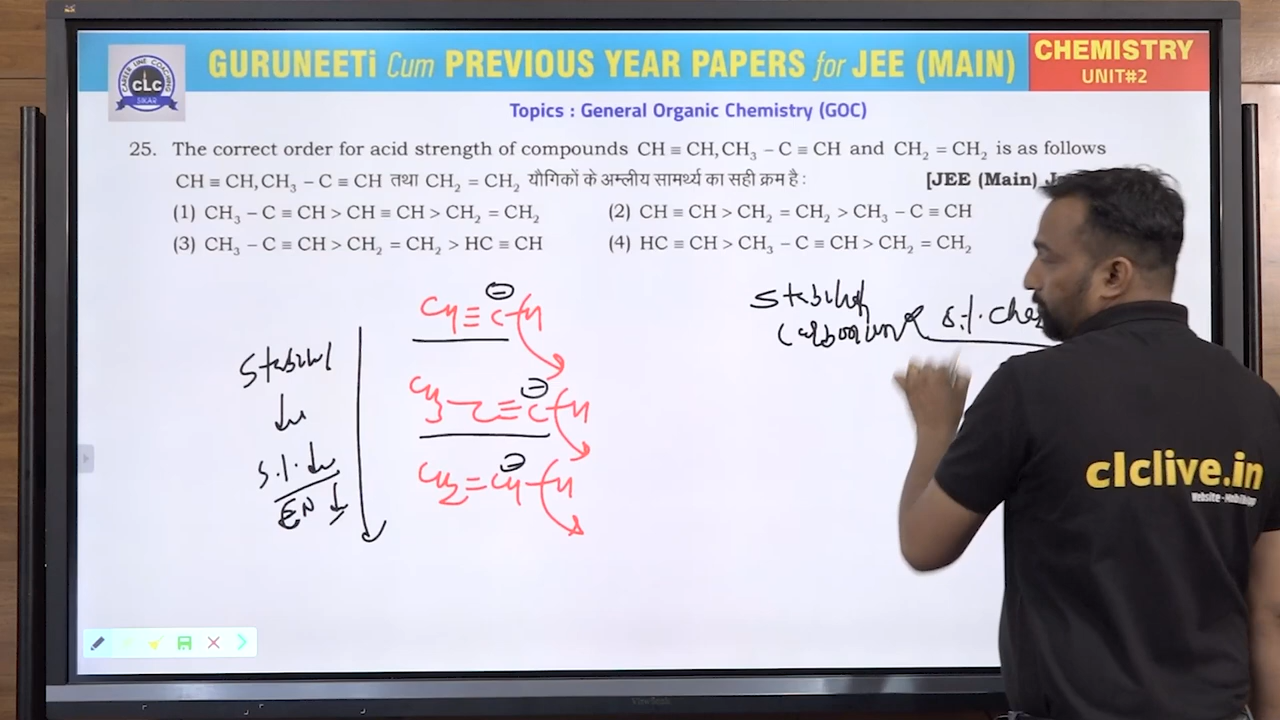 GURUNEETi Cum PREVIOUS YEAR PAPERS for JEE (MAIN)
CHEMISTRY
UNIT#2
CLC
SIKAR
Topics : General Organic Chemistry (GOC)
25. The correct order for acid strength of compounds CH ≡ CH, CH₃ – C ≡ CH and CH₂ = CH₂ is as follows
CH ≡ CH, CH₃ – C ≡ CH तथा CH₂ = CH₂ यौगिकों के अम्लीय सामर्थ्य का सही क्रम है :
[JEE (Main)
(1) CH₃ – C ≡ CH > CH ≡ CH > CH₂ = CH₂
(2) CH ≡ CH > CH₂ = CH₂ > CH₃ – C ≡ CH
(3) CH₃ – C ≡ CH > CH₂ = CH₂ > HC ≡ CH
(4) HC ≡ CH > CH₃ – C ≡ CH > CH₂ = CH₂
CH≡C–H
⊖
CH₃–C≡C–H
⊖
CH₂=CH–H
⊖
↓
EN ↓
clclive.in
ViewSonic